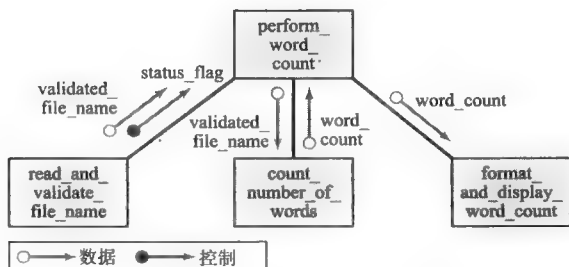 perform_
word_
count
status_flag
validated_
file_name
validated_
file_name
word_
count
word_count
read_and_
validate_
file_name
count_
number_of_
words
format_
and_display_
word_count
数据
控制